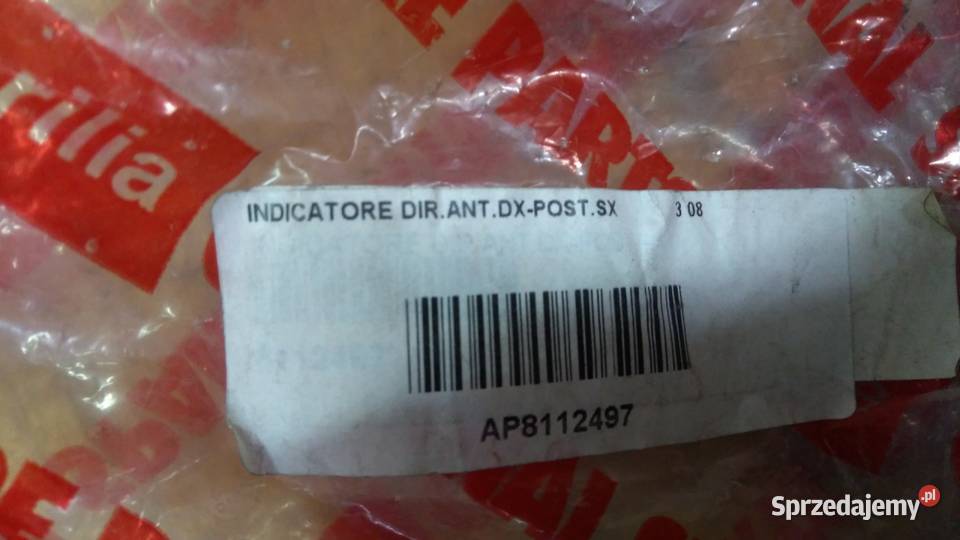 rilia
INDICATORE DIR.ANT.DX-POST.SX 3 08
AP8112497
Sprzedajemy.pl